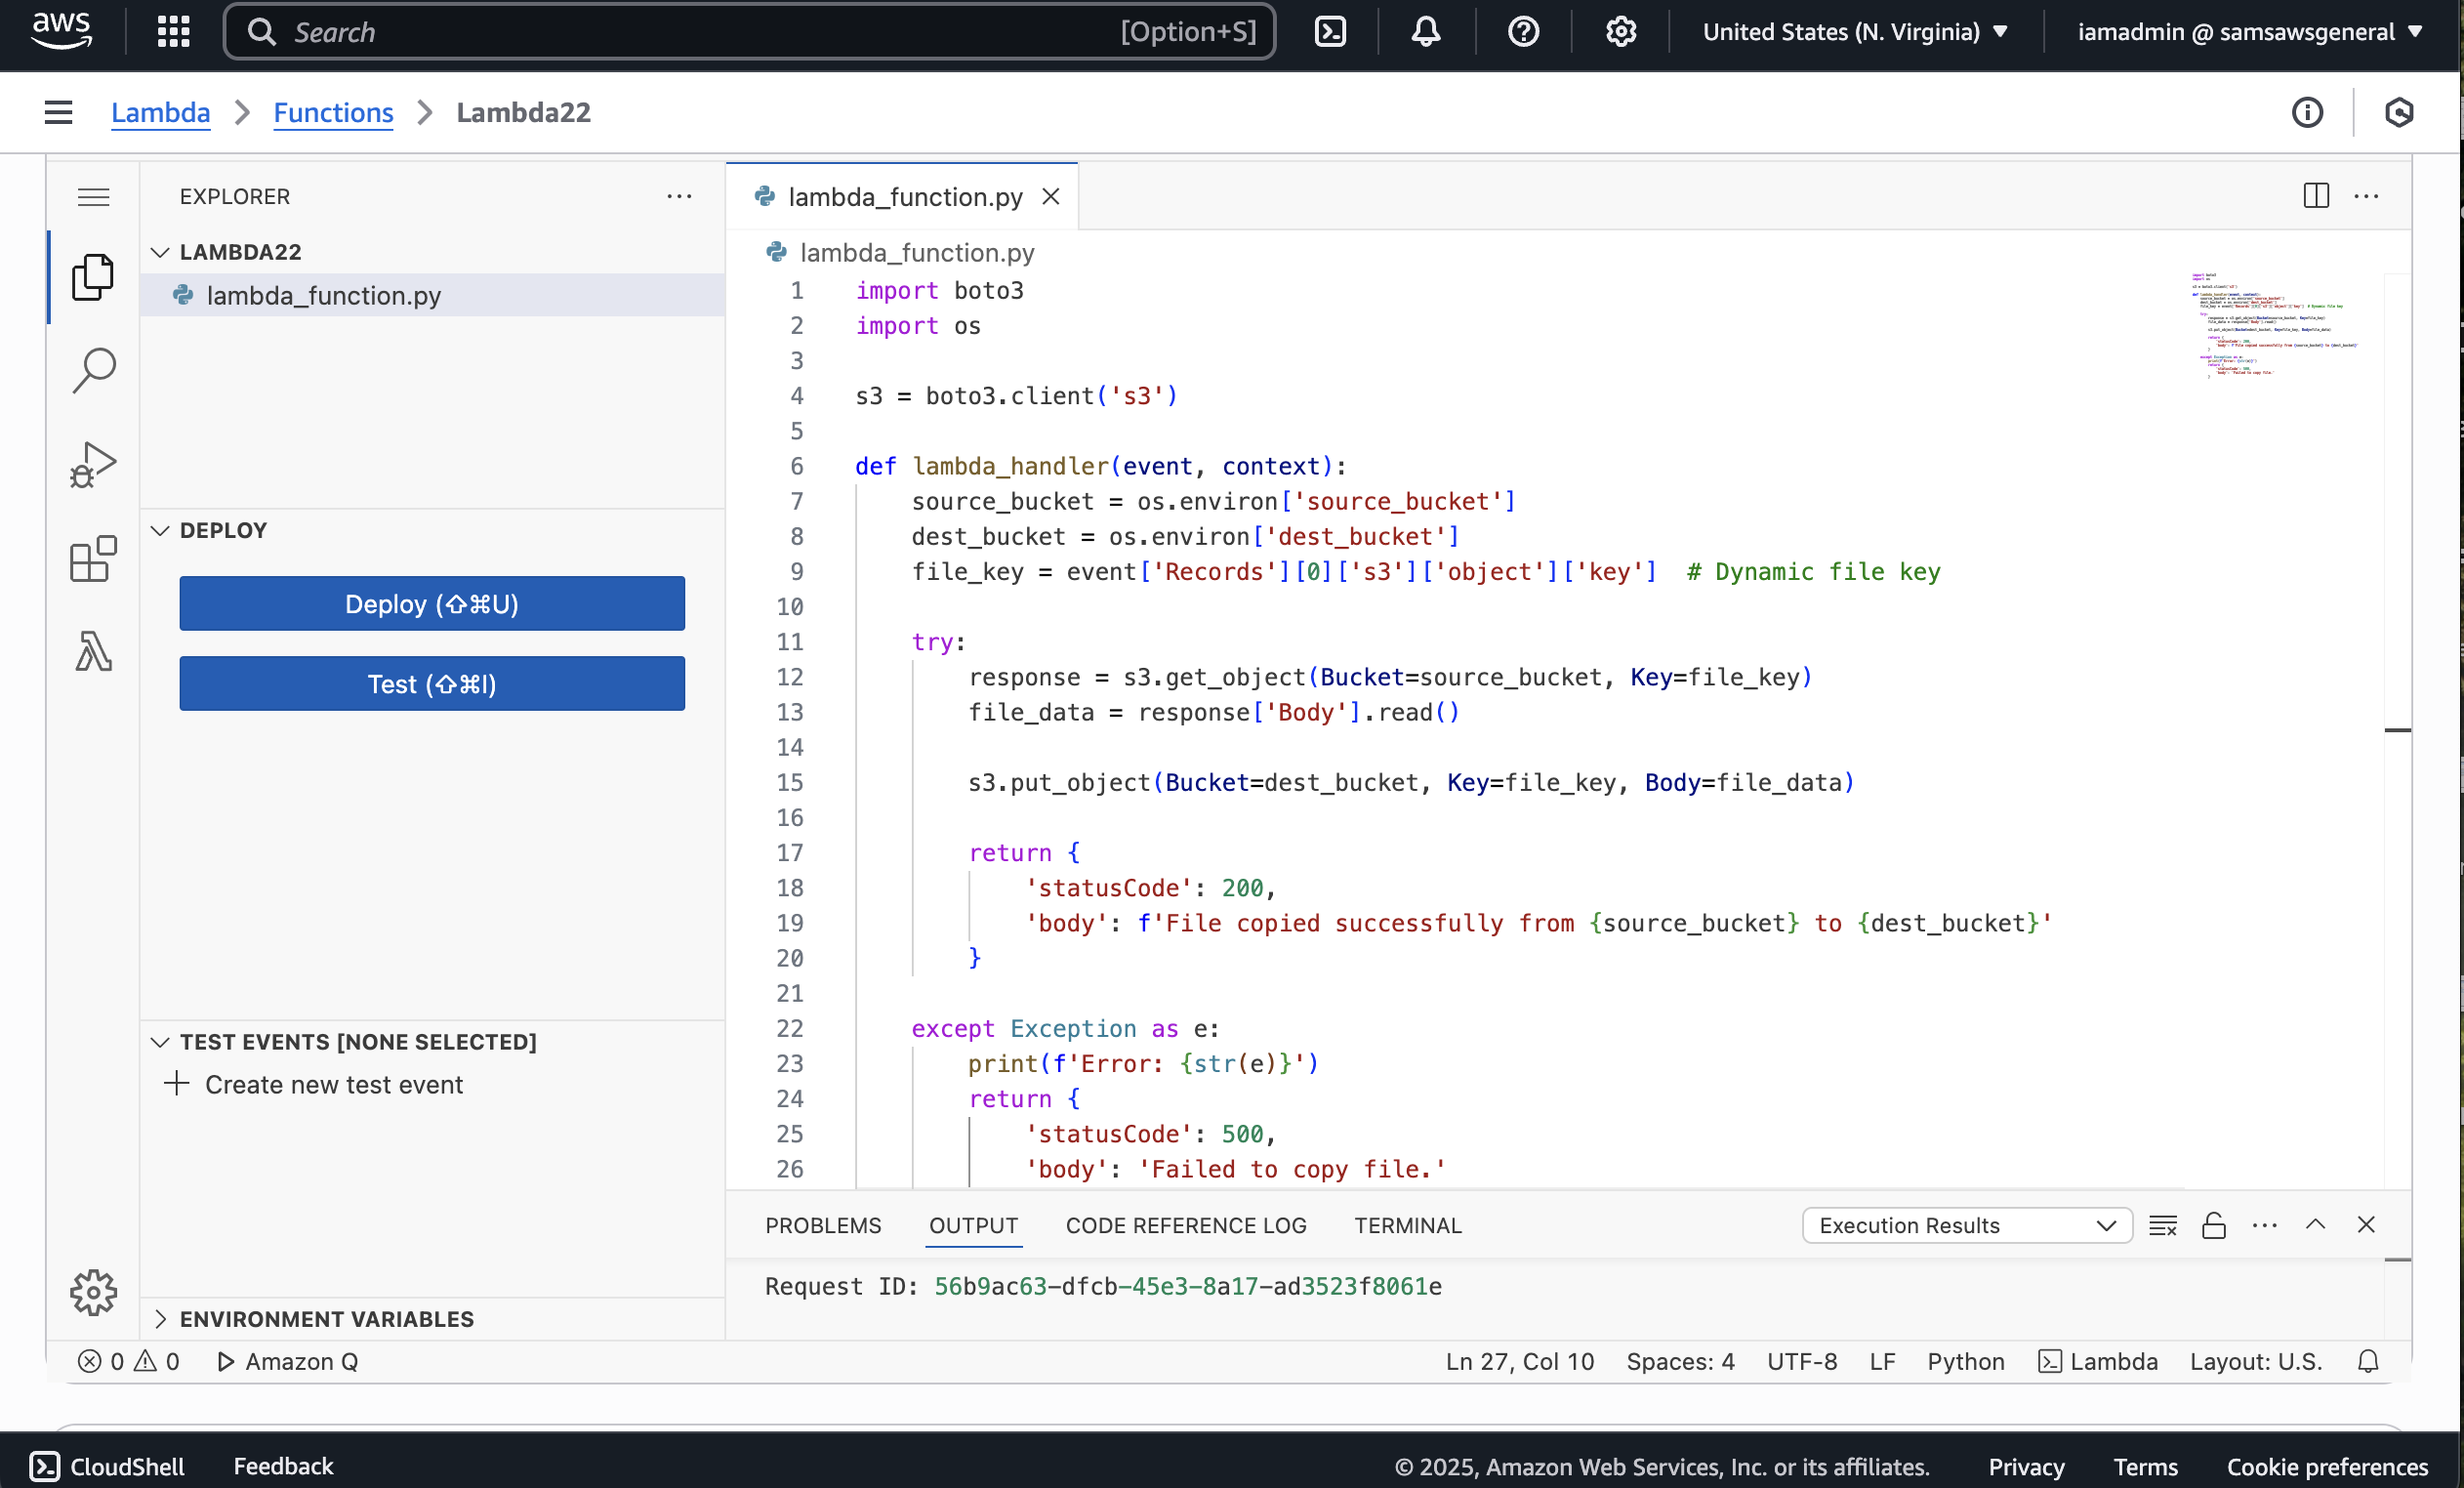 aws
Search [Option+S]
United States (N. Virginia)
iamadmin @ samsawsgeneral
Lambda
Functions
Lambda22
EXPLORER
LAMBDA22
lambda_function.py
DEPLOY
Deploy (⇧⌘U)
Test (⇧⌘I)
TEST EVENTS [NONE SELECTED]
Create new test event
ENVIRONMENT VARIABLES
lambda_function.py
lambda_function.py
1 import boto3
2 import os
3
4 s3 = boto3.client('s3')
5
6 def lambda_handler(event, context):
7     source_bucket = os.environ['source_bucket']
8     dest_bucket = os.environ['dest_bucket']
9     file_key = event['Records'][0]['s3']['object']['key']  # Dynamic file key
10
11     try:
12         response = s3.get_object(Bucket=source_bucket, Key=file_key)
13         file_data = response['Body'].read()
14
15         s3.put_object(Bucket=dest_bucket, Key=file_key, Body=file_data)
16
17         return {
18             'statusCode': 200,
19             'body': f'File copied successfully from {source_bucket} to {dest_bucket}'
20         }
21
22     except Exception as e:
23         print(f'Error: {str(e)}')
24         return {
25             'statusCode': 500,
26             'body': 'Failed to copy file.'
PROBLEMS OUTPUT CODE REFERENCE LOG TERMINAL
Execution Results
Request ID: 56b9ac63-dfcb-45e3-8a17-ad3523f8061e
0 0 Amazon Q
Ln 27, Col 10 Spaces: 4 UTF-8 LF Python Lambda Layout: U.S.
CloudShell Feedback
© 2025, Amazon Web Services, Inc. or its affiliates. Privacy Terms Cookie preferences